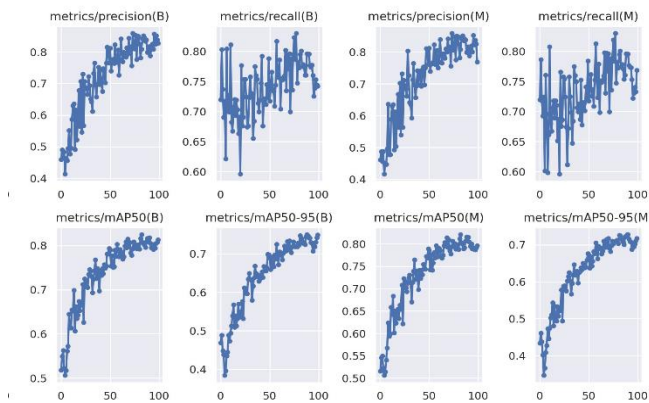 metrics/precision(B)
metrics/recall(B)
metrics/precision(M)
metrics/recall(M)
0.8
0.7
0.6
0.5
0.4
0 50 100
0.80
0.75
0.70
0.65
0.60
0 50 100
0.8
0.7
0.6
0.5
0.4
0 50 100
0.80
0.75
0.70
0.65
0.60
0 50 100
metrics/mAP50(B)
metrics/mAP50-95(B)
metrics/mAP50(M)
metrics/mAP50-95(M
0.8
0.7
0.6
0.5
0 50 100
0.7
0.6
0.5
0.4
0 50 100
0.80
0.75
0.70
0.65
0.60
0.55
0.50
0 50 100
0.7
0.6
0.5
0.4
0 50 100